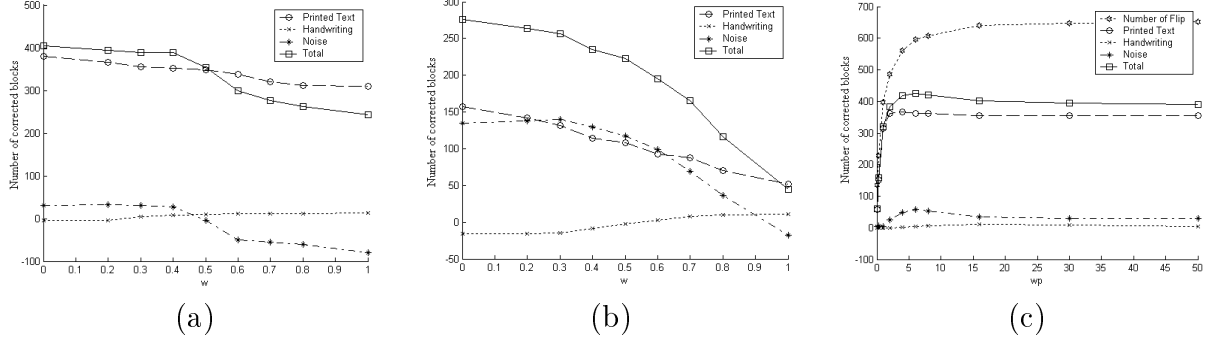 500
400
300
200
100
0
-100
0 0.1 0.2 0.3 0.4 0.5 0.6 0.7 0.8 0.9 1
w
Number of corrected blocks
Printed Text
Handwriting
Noise
Total
(a)
300
250
200
150
100
50
0
-50
0 0.1 0.2 0.3 0.4 0.5 0.6 0.7 0.8 0.9 1
w
Number of corrected blocks
Printed Text
Handwriting
Noise
Total
(b)
700
600
500
400
300
200
100
0
-100
0 5 10 15 20 25 30 35 40 45 50
wp
Number of corrected blocks
Number of Flip
Printed Text
Handwriting
Noise
Total
(c)